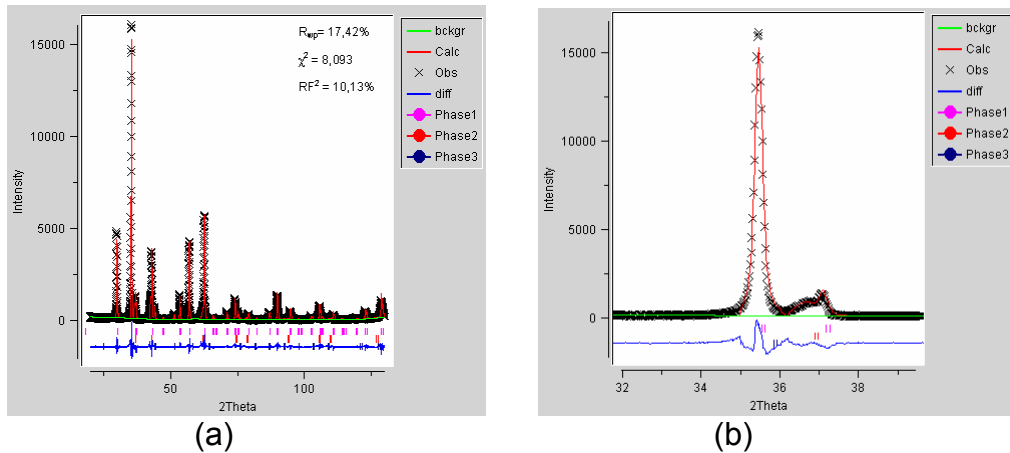 15000
10000
5000
0
Intensity
50
100
2Theta
R_wp = 17,42%
χ² = 8,093
RF² = 10,13%
bckgr
Calc
Obs
diff
Phase1
Phase2
Phase3
(a)
15000
10000
5000
0
Intensity
32
34
36
38
2Theta
bckgr
Calc
Obs
diff
Phase1
Phase2
Phase3
(b)